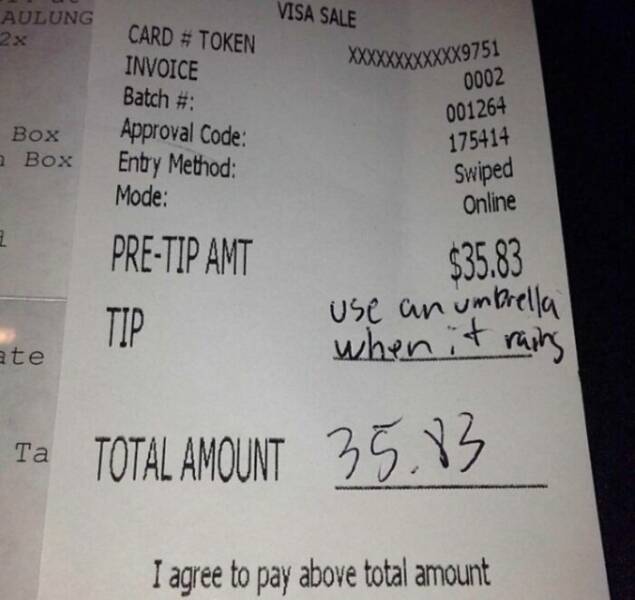 AULUNG
2x
Box
Box
ate
Ta
VISA SALE
CARD # TOKEN XXXXXXXXXXXX9751
INVOICE 0002
Batch #: 001264
Approval Code: 175414
Entry Method: Swiped
Mode: Online
PRE-TIP AMT $35.83
TIP use an umbrella
when it rains
TOTAL AMOUNT 35.83
I agree to pay above total amount